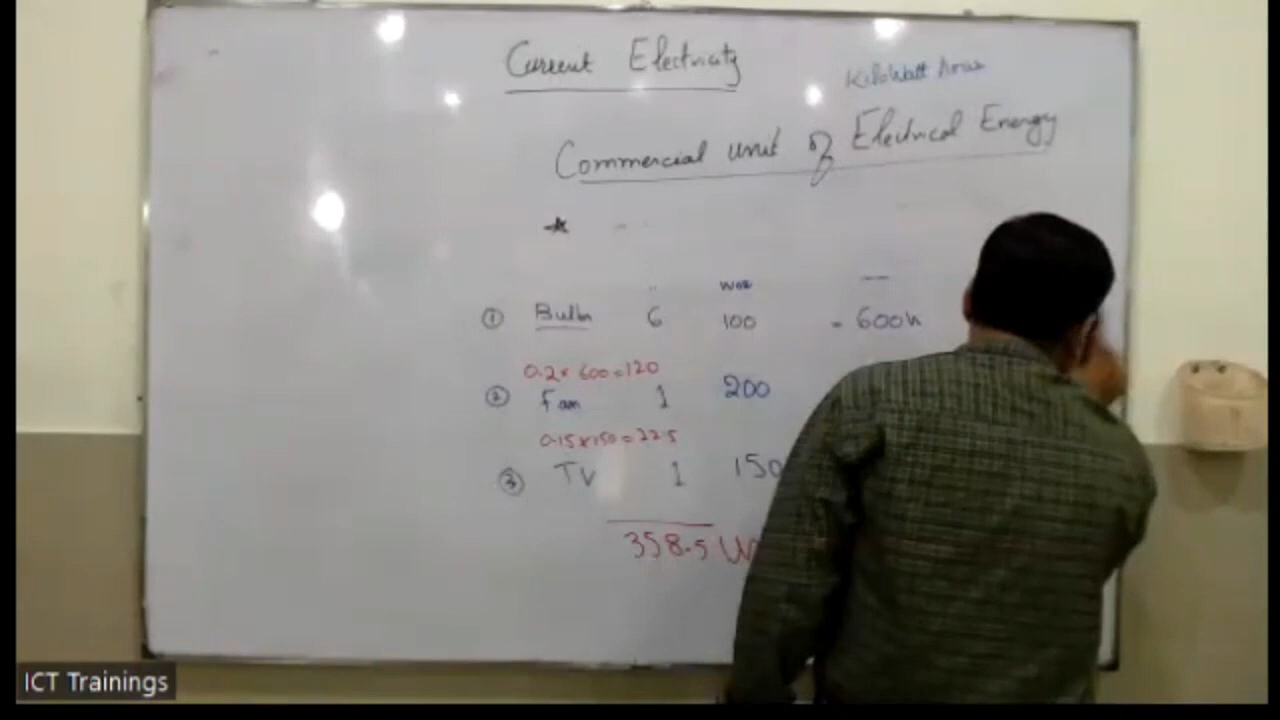 Current Electricity
KiloWatt hour
Commercial unit of Electrical Energy
① Bulb 6 100 = 600h
0.2 × 600 = 120
② Fan 1 200
0.15 × 150 = 22.5
③ TV 1 150
358.5
ICT Trainings